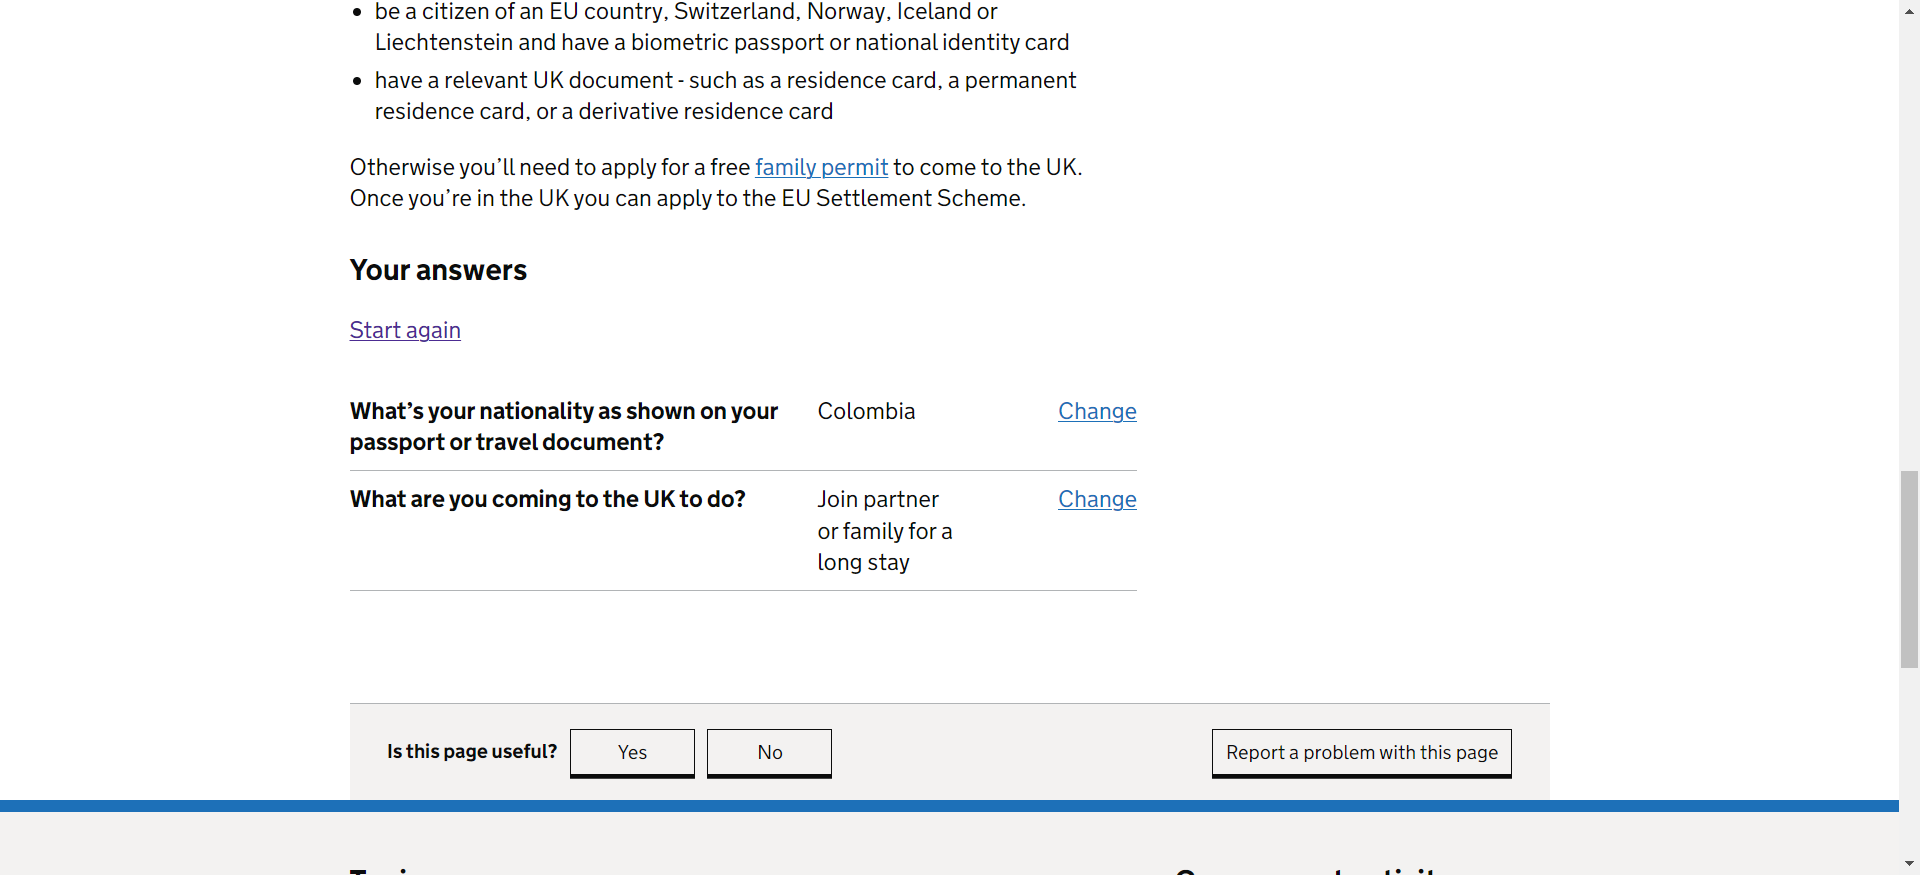 be a citizen of an EU country, Switzerland, Norway, Iceland or
Liechtenstein and have a biometric passport or national identity card
have a relevant UK document - such as a residence card, a permanent
residence card, or a derivative residence card
Otherwise you’ll need to apply for a free family permit to come to the UK.
Once you’re in the UK you can apply to the EU Settlement Scheme.
Your answers
Start again
What’s your nationality as shown on your
passport or travel document?
Colombia
Change
What are you coming to the UK to do?
Join partner
or family for a
long stay
Change
Is this page useful?
Yes
No
Report a problem with this page